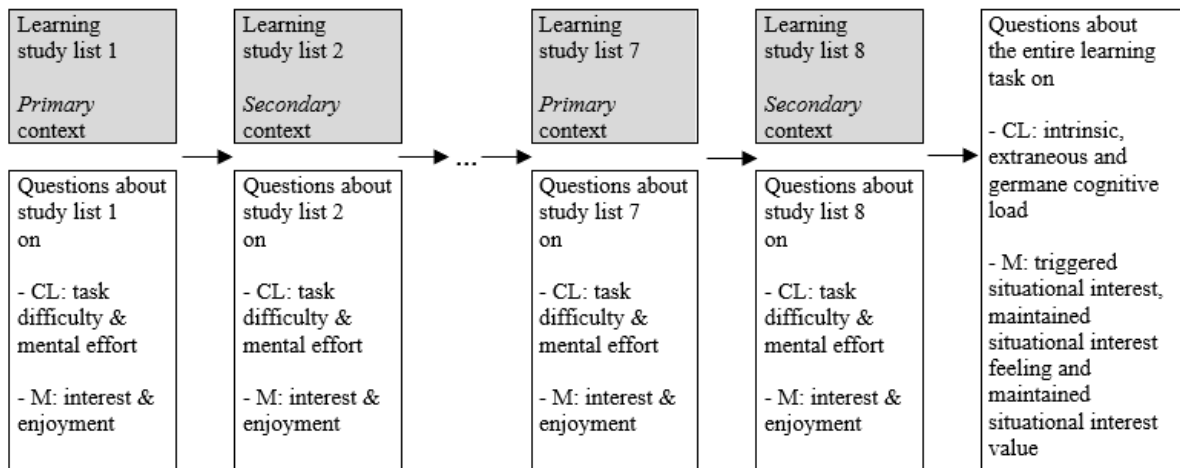 Learning
study list 1
Primary
context
Questions about
study list 1
on
- CL: task
difficulty &
mental effort
- M: interest &
enjoyment
Learning
study list 2
Secondary
context
Questions about
study list 2
on
- CL: task
difficulty &
mental effort
- M: interest &
enjoyment
...
Learning
study list 7
Primary
context
Questions about
study list 7
on
- CL: task
difficulty &
mental effort
- M: interest &
enjoyment
Learning
study list 8
Secondary
context
Questions about
study list 8
on
- CL: task
difficulty &
mental effort
- M: interest &
enjoyment
Questions about
the entire learning
task on
- CL: intrinsic,
extraneous and
germane cognitive
load
- M: triggered
situational interest,
maintained
situational interest
feeling and
maintained
situational interest
value